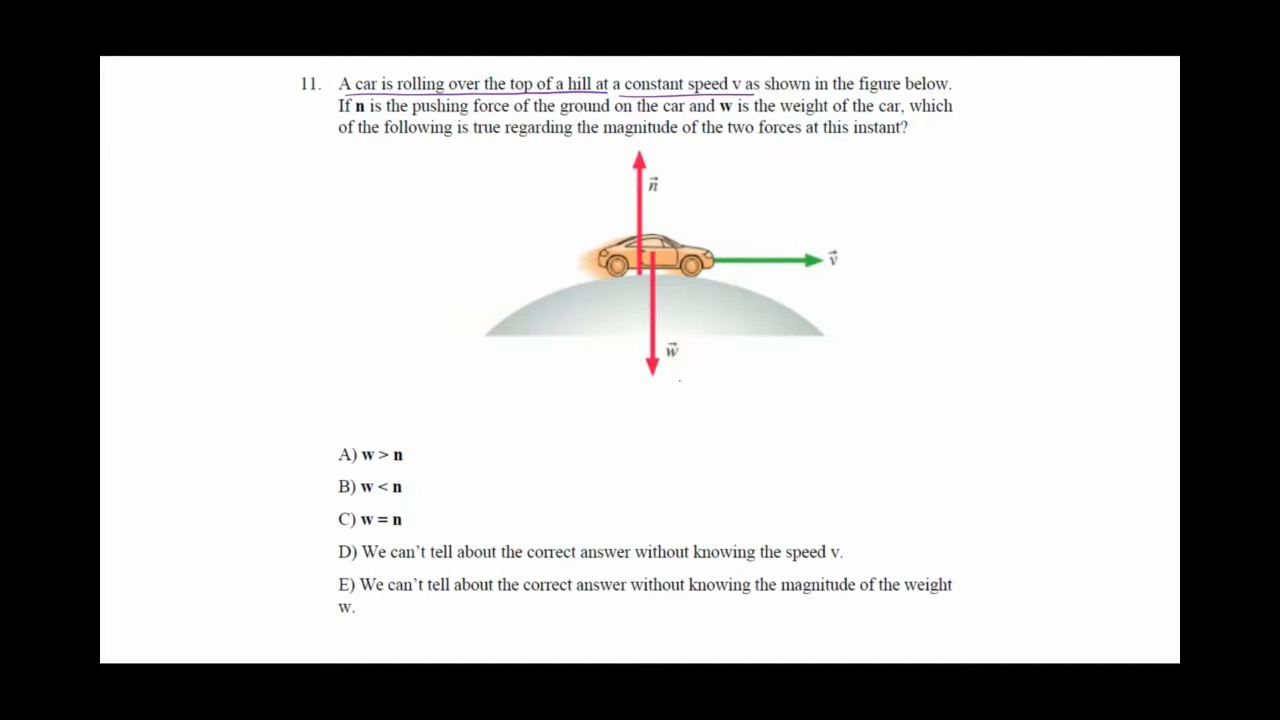 11. A car is rolling over the top of a hill at a constant speed v as shown in the figure below.
If n is the pushing force of the ground on the car and w is the weight of the car, which
of the following is true regarding the magnitude of the two forces at this instant?
n⃗
v⃗
w⃗
A) w > n
B) w < n
C) w = n
D) We can’t tell about the correct answer without knowing the speed v.
E) We can’t tell about the correct answer without knowing the magnitude of the weight
w.